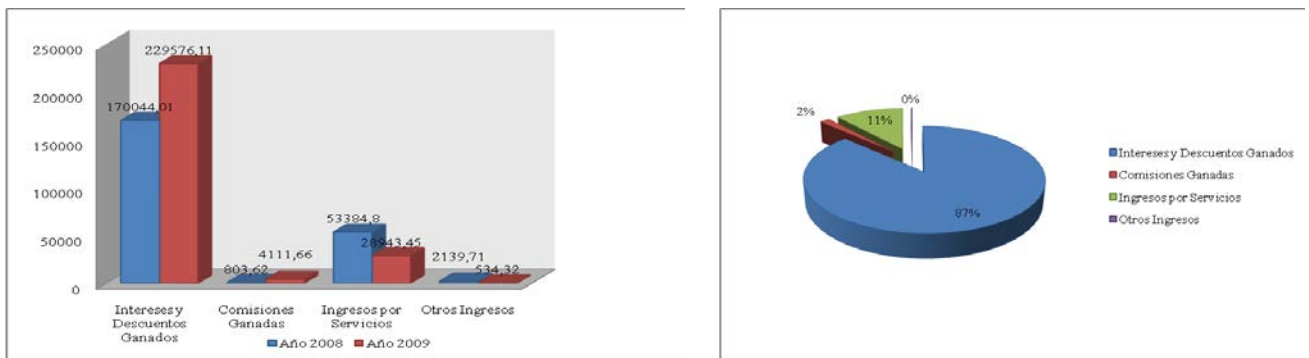 250000
200000
150000
100000
50000
0
170044,01
229576,11
803,62
4111,66
53384,8
28943,45
2139,71
534,32
Intereses y
Descuentos
Ganados
Comisiones
Ganadas
Ingresos por
Servicios
Otros Ingresos
Año 2008
Año 2009
2%
11%
0%
87%
Intereses y Descuentos Ganados
Comisiones Ganadas
Ingresos por Servicios
Otros Ingresos